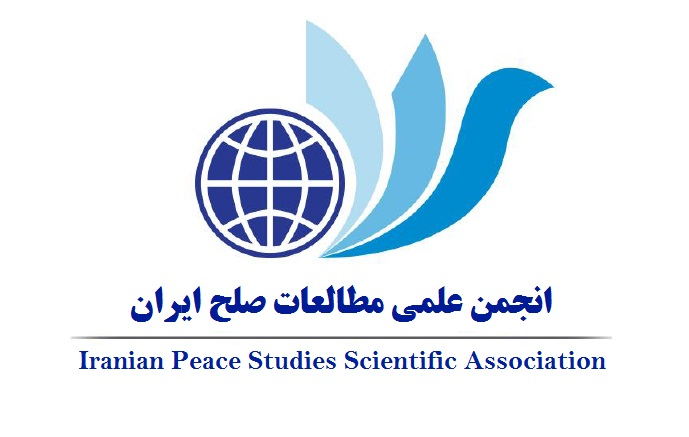 انجمن علمی مطالعات صلح ایران
Iranian Peace Studies Scientific Association